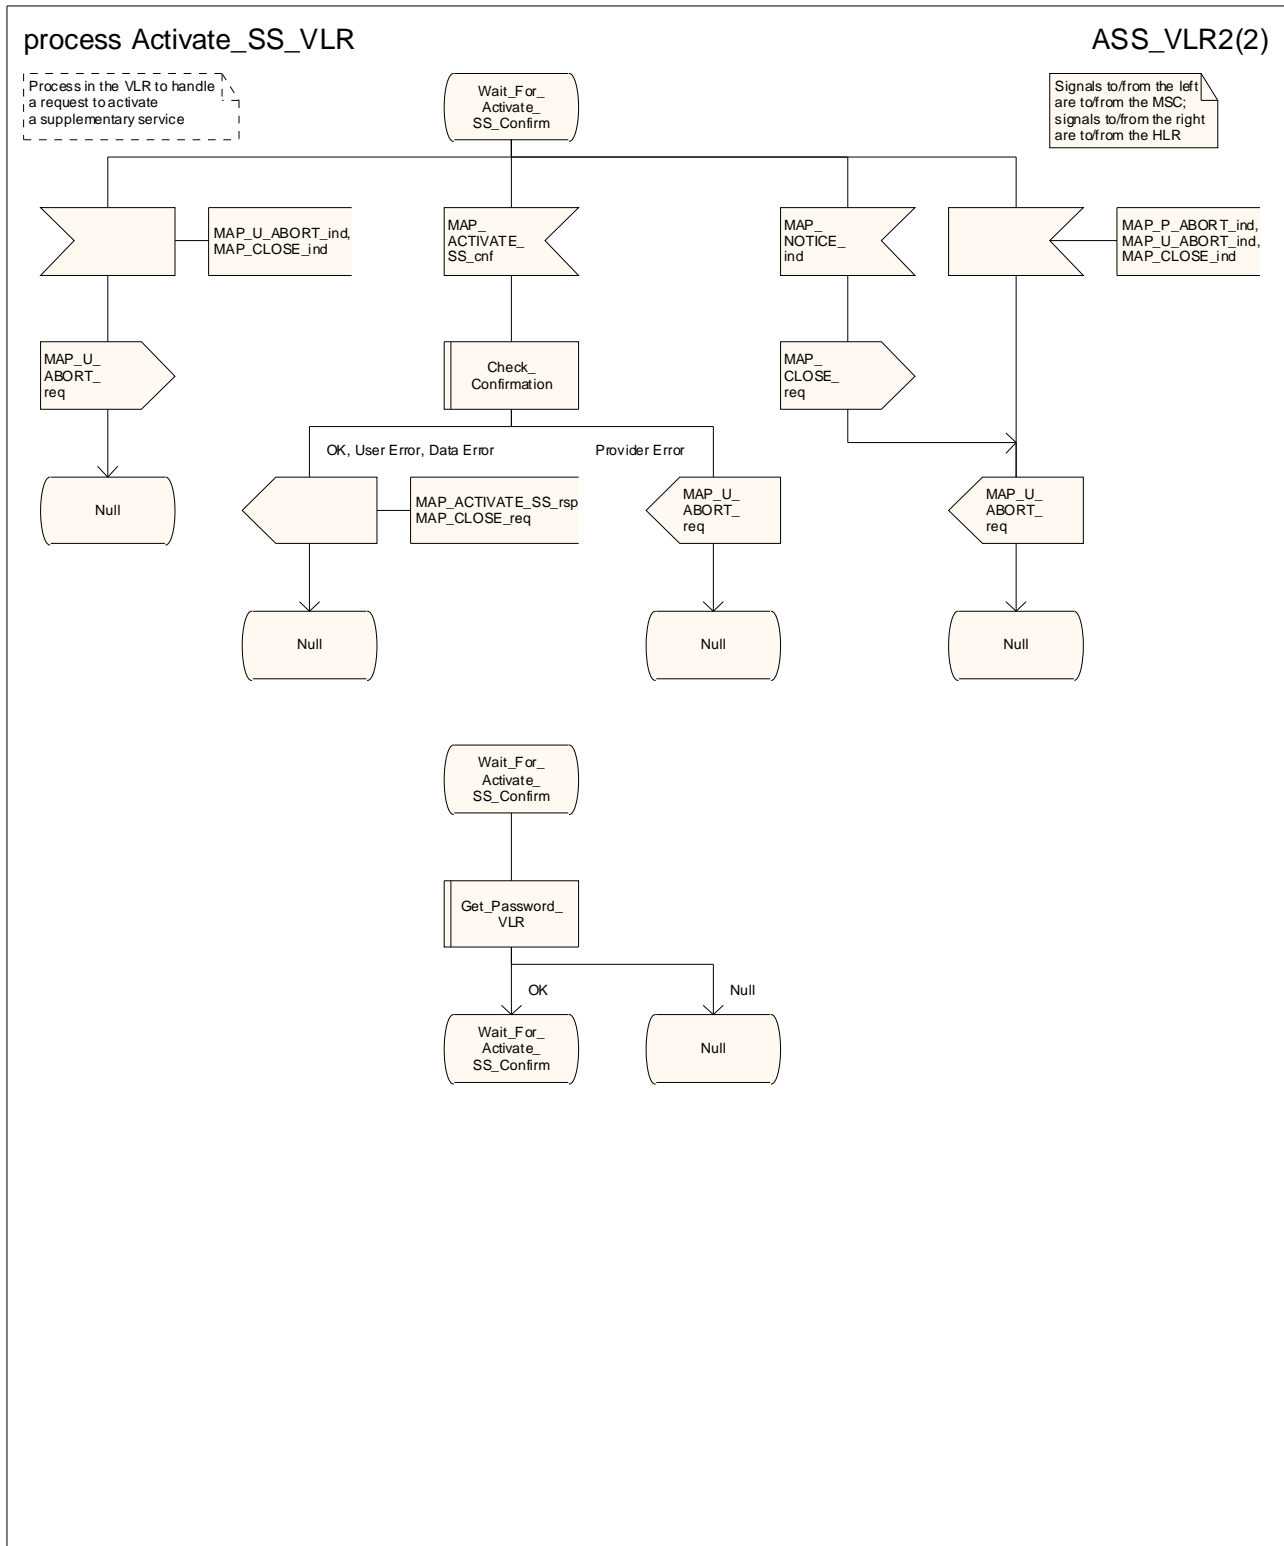 process Activate_SS_VLR
ASS_VLR2(2)
Process in the VLR to handle
a request to activate
a supplementary service
Wait_For_
Activate_
SS_Confirm
Signals to/from the left
are to/from the MSC;
signals to/from the right
are to/from the HLR
MAP_U_ABORT_ind,
MAP_CLOSE_ind
MAP_
ACTIVATE_
SS_cnf
MAP_
NOTICE_
ind
MAP_P_ABORT_ind,
MAP_U_ABORT_ind,
MAP_CLOSE_ind
MAP_U_
ABORT_
req
Check_
Confirmation
MAP_
CLOSE_
req
OK, User Error, Data Error
Provider Error
Null
MAP_ACTIVATE_SS_rsp
MAP_CLOSE_req
MAP_U_
ABORT_
req
MAP_U_
ABORT_
req
Null
Null
Null
Wait_For_
Activate_
SS_Confirm
Get_Password_
VLR
OK
Null
Wait_For_
Activate_
SS_Confirm
Null